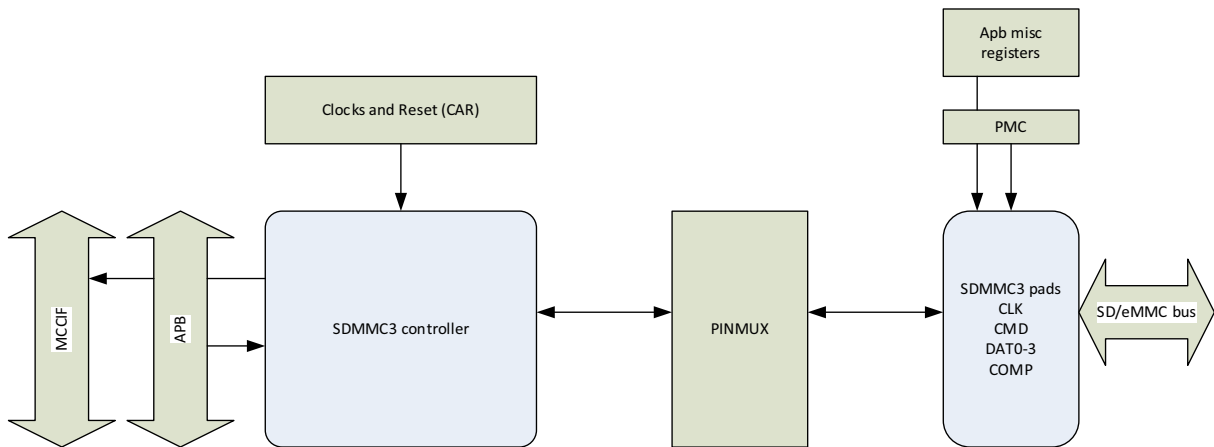 Apb misc
registers
Clocks and Reset (CAR)
PMC
MCCIF
APB
SDMMC3 controller
PINMUX
SDMMC3 pads
CLK
CMD
DAT0-3
COMP
SD/eMMC bus